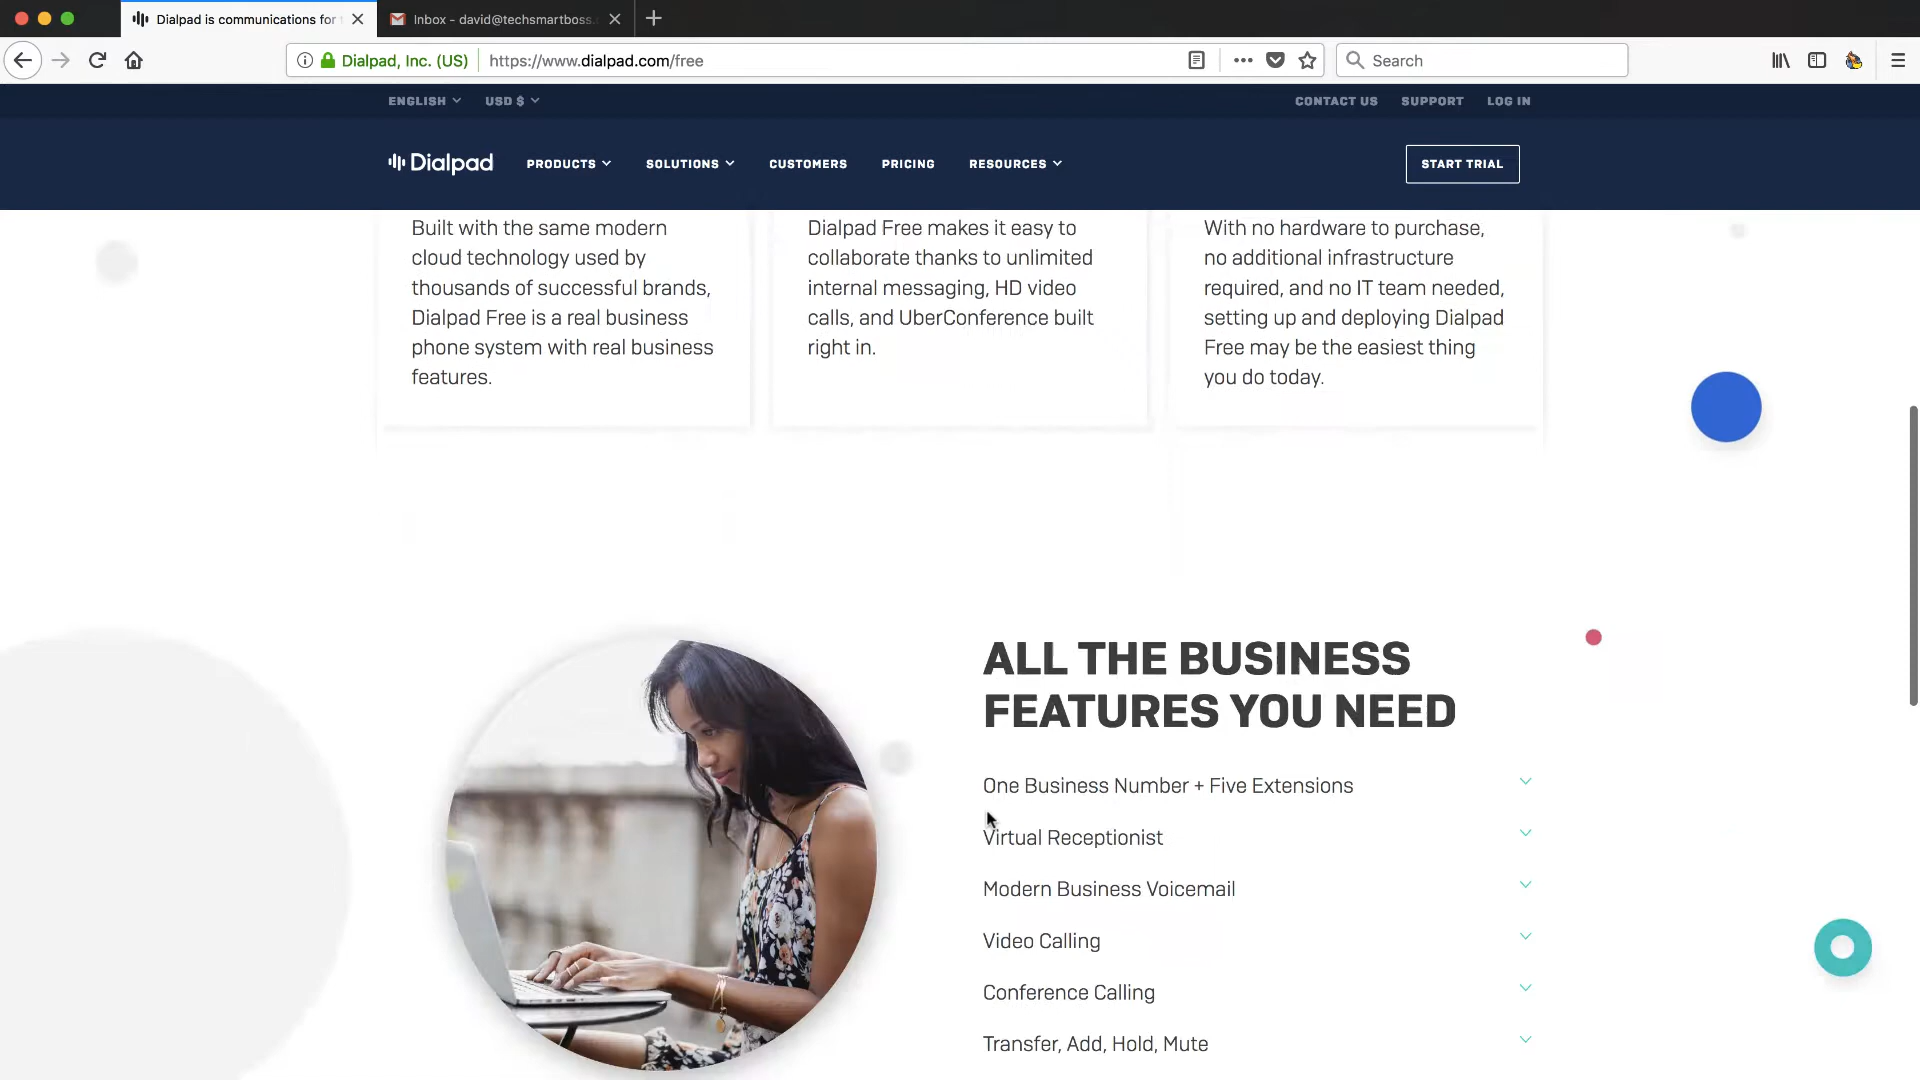 Dialpad is communications for
Inbox - david@techsmartboss.
Dialpad, Inc. (US)
https://www.dialpad.com/free
Search
ENGLISH
USD $
CONTACT US
SUPPORT
LOG IN
Dialpad
PRODUCTS
SOLUTIONS
CUSTOMERS
PRICING
RESOURCES
START TRIAL
Built with the same modern
cloud technology used by
thousands of successful brands,
Dialpad Free is a real business
phone system with real business
features.
Dialpad Free makes it easy to
collaborate thanks to unlimited
internal messaging, HD video
calls, and UberConference built
right in.
With no hardware to purchase,
no additional infrastructure
required, and no IT team needed,
setting up and deploying Dialpad
Free may be the easiest thing
you do today.
ALL THE BUSINESS
FEATURES YOU NEED
One Business Number + Five Extensions
Virtual Receptionist
Modern Business Voicemail
Video Calling
Conference Calling
Transfer, Add, Hold, Mute